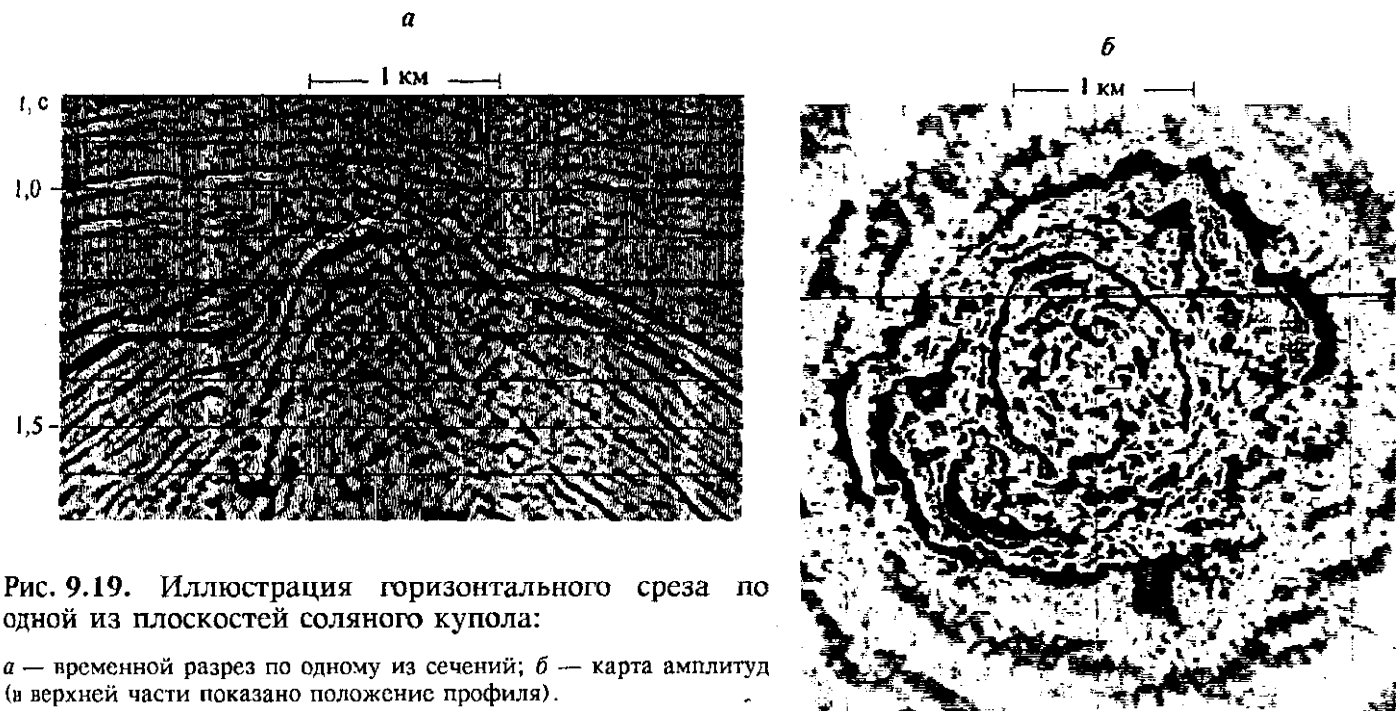 а
1 км
t, с
1,0
1,5
б
1 км
Рис. 9.19. Иллюстрация горизонтального среза по
одной из плоскостей соляного купола:
а — временной разрез по одному из сечений; б — карта амплитуд
(в верхней части показано положение профиля).